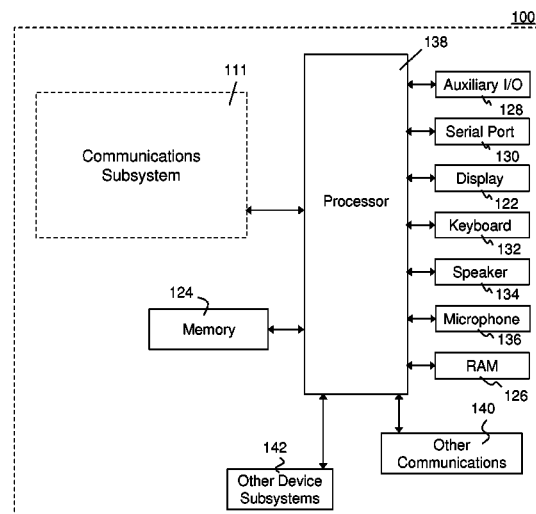 100
138
111
Communications
Subsystem
Processor
Auxiliary I/O
128
Serial Port
130
Display
122
Keyboard
132
Speaker
134
124
Memory
Microphone
136
RAM
126
140
Other
Communications
142
Other Device
Subsystems